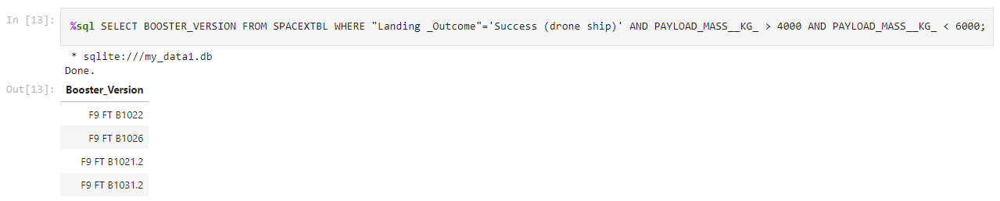 In [13]: %sql SELECT BOOSTER_VERSION FROM SPACEXTBL WHERE "Landing _Outcome"='Success (drone ship)' AND PAYLOAD_MASS__KG_ > 4000 AND PAYLOAD_MASS__KG_ < 6000;
* sqlite:///my_data1.db
Done.
Out[13]: Booster_Version
F9 FT B1022
F9 FT B1026
F9 FT B1021.2
F9 FT B1031.2